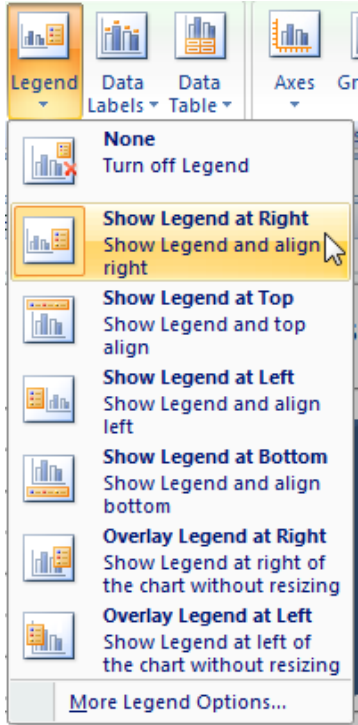 Legend Data Data Axes Gr
Labels Table
None
Turn off Legend
Show Legend at Right
Show Legend and align
right
Show Legend at Top
Show Legend and top
align
Show Legend at Left
Show Legend and align
left
Show Legend at Bottom
Show Legend and align
bottom
Overlay Legend at Right
Show Legend at right of
the chart without resizing
Overlay Legend at Left
Show Legend at left of
the chart without resizing
More Legend Options...